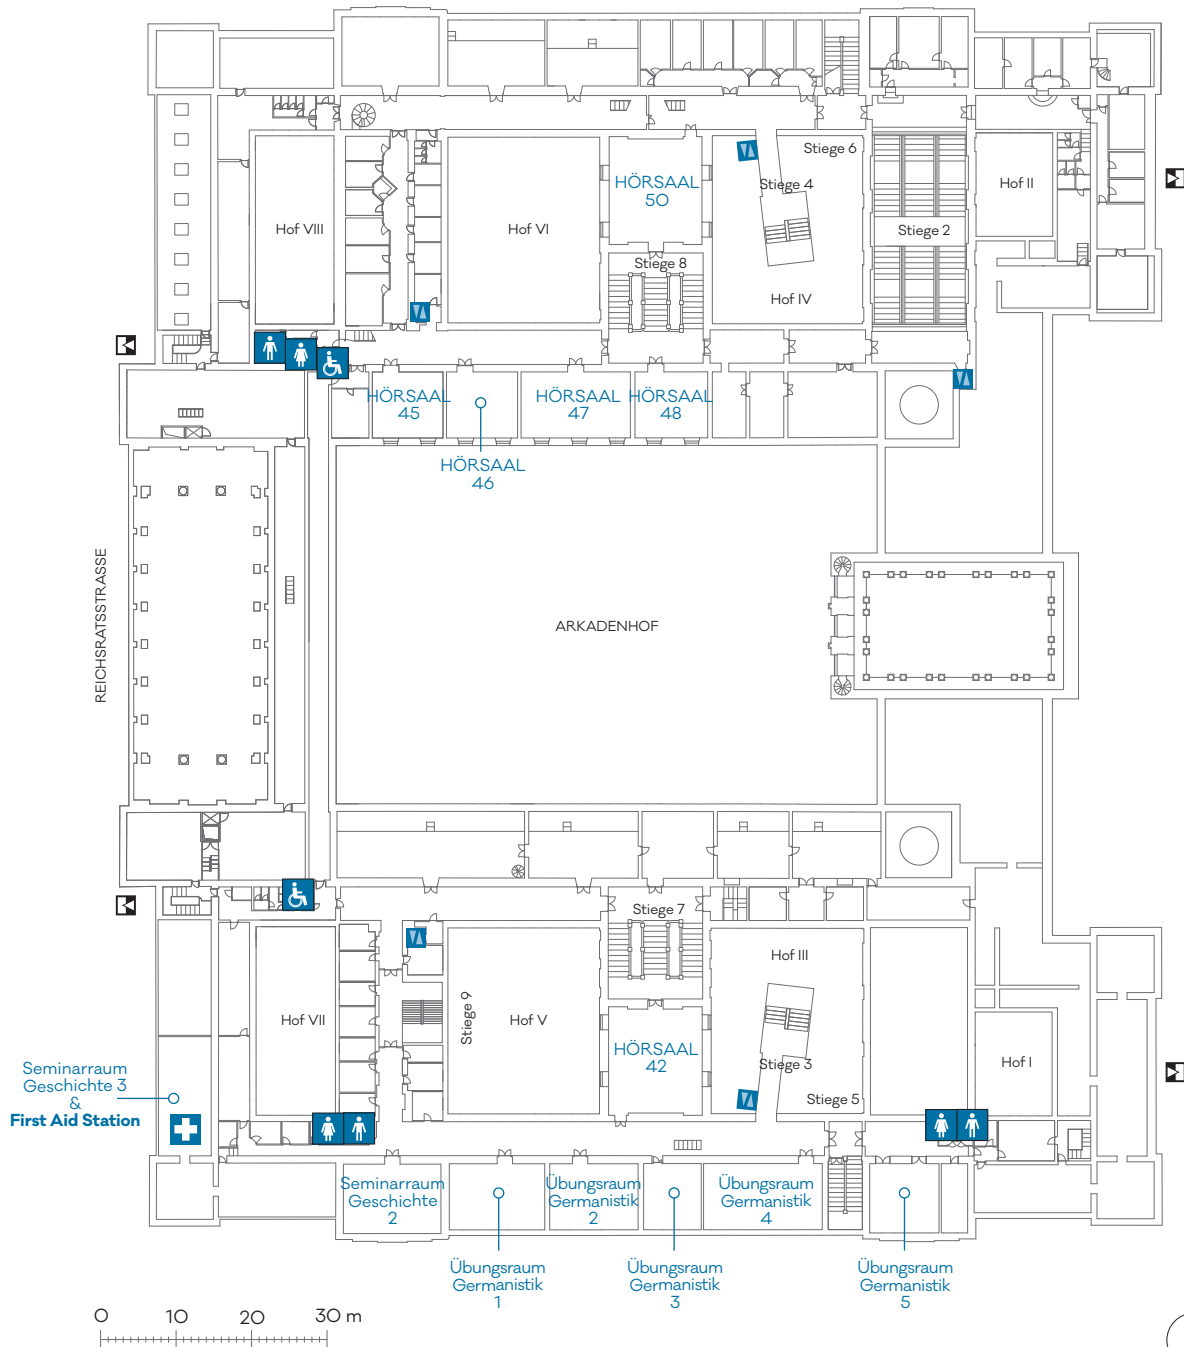 Stiege 6
HÖRSAAL
50
Stiege 4
Hof II
Hof VIII
Hof VI
Stiege 2
Stiege 8
Hof IV
HÖRSAAL
45
HÖRSAAL
47
HÖRSAAL
48
HÖRSAAL
46
REICHSRATSSTRASSE
ARKADENHOF
Stiege 7
Hof III
Stiege 9
Hof VII
Hof V
HÖRSAAL
42
Stiege 3
Hof I
Stiege 5
Seminarraum
Geschichte 3
&
First Aid Station
Seminarraum
Geschichte
2
Übungsraum
Germanistik
2
Übungsraum
Germanistik
4
Übungsraum
Germanistik
1
Übungsraum
Germanistik
3
Übungsraum
Germanistik
5
0 10 20 30 m